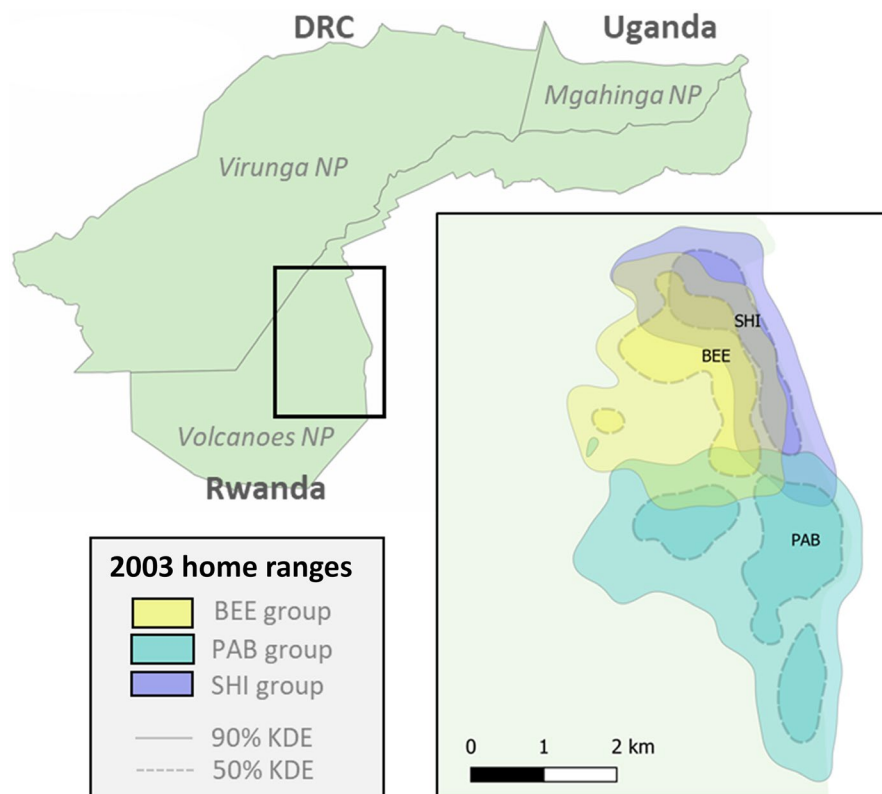 DRC
Uganda
Mgahinga NP
Virunga NP
Volcanoes NP
Rwanda
SHI
BEE
PAB
0 1 2 km
2003 home ranges
BEE group
PAB group
SHI group
90% KDE
50% KDE